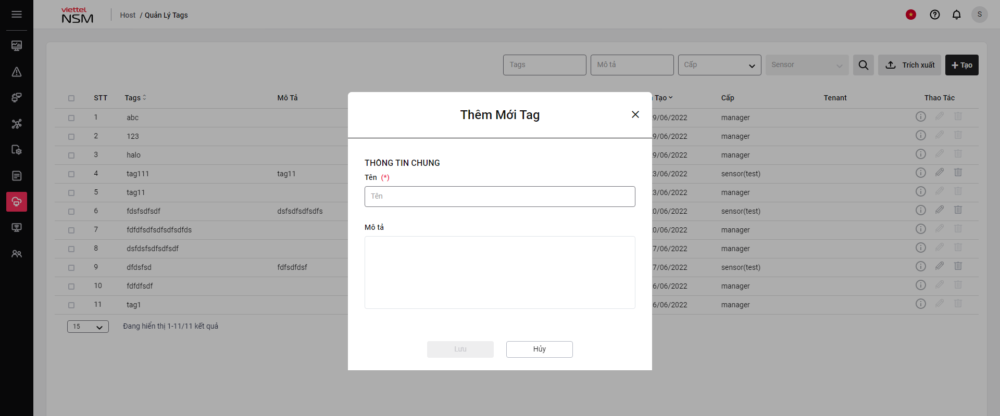 viettel
NSM
Host / Quản Lý Tags
S
Tags
Mô tả
Cấp
Sensor
Trích xuất
+ Tạo
STT Tags Mô Tả Tạo Cấp Tenant Thao Tác
1 abc 9/06/2022 manager
2 123 9/06/2022 manager
3 halo 9/06/2022 manager
4 tag111 tag11 3/06/2022 sensor(test)
5 tag11 3/06/2022 manager
6 fdsfsdfsdf dsfsdfsdfsdfs 0/06/2022 sensor(test)
7 fdfdfsdfsdfsdfsdfds 0/06/2022 manager
8 dsfdsfsdfsdfsdf 7/06/2022 manager
9 dfdsfsd fdfsdfdsf 7/06/2022 sensor(test)
10 fdfdfsdf 6/06/2022 manager
11 tag1 6/06/2022 manager
15 Đang hiển thị 1-11/11 kết quả
Thêm Mới Tag
THÔNG TIN CHUNG
Tên (*)
Tên
Mô tả
Lưu
Hủy